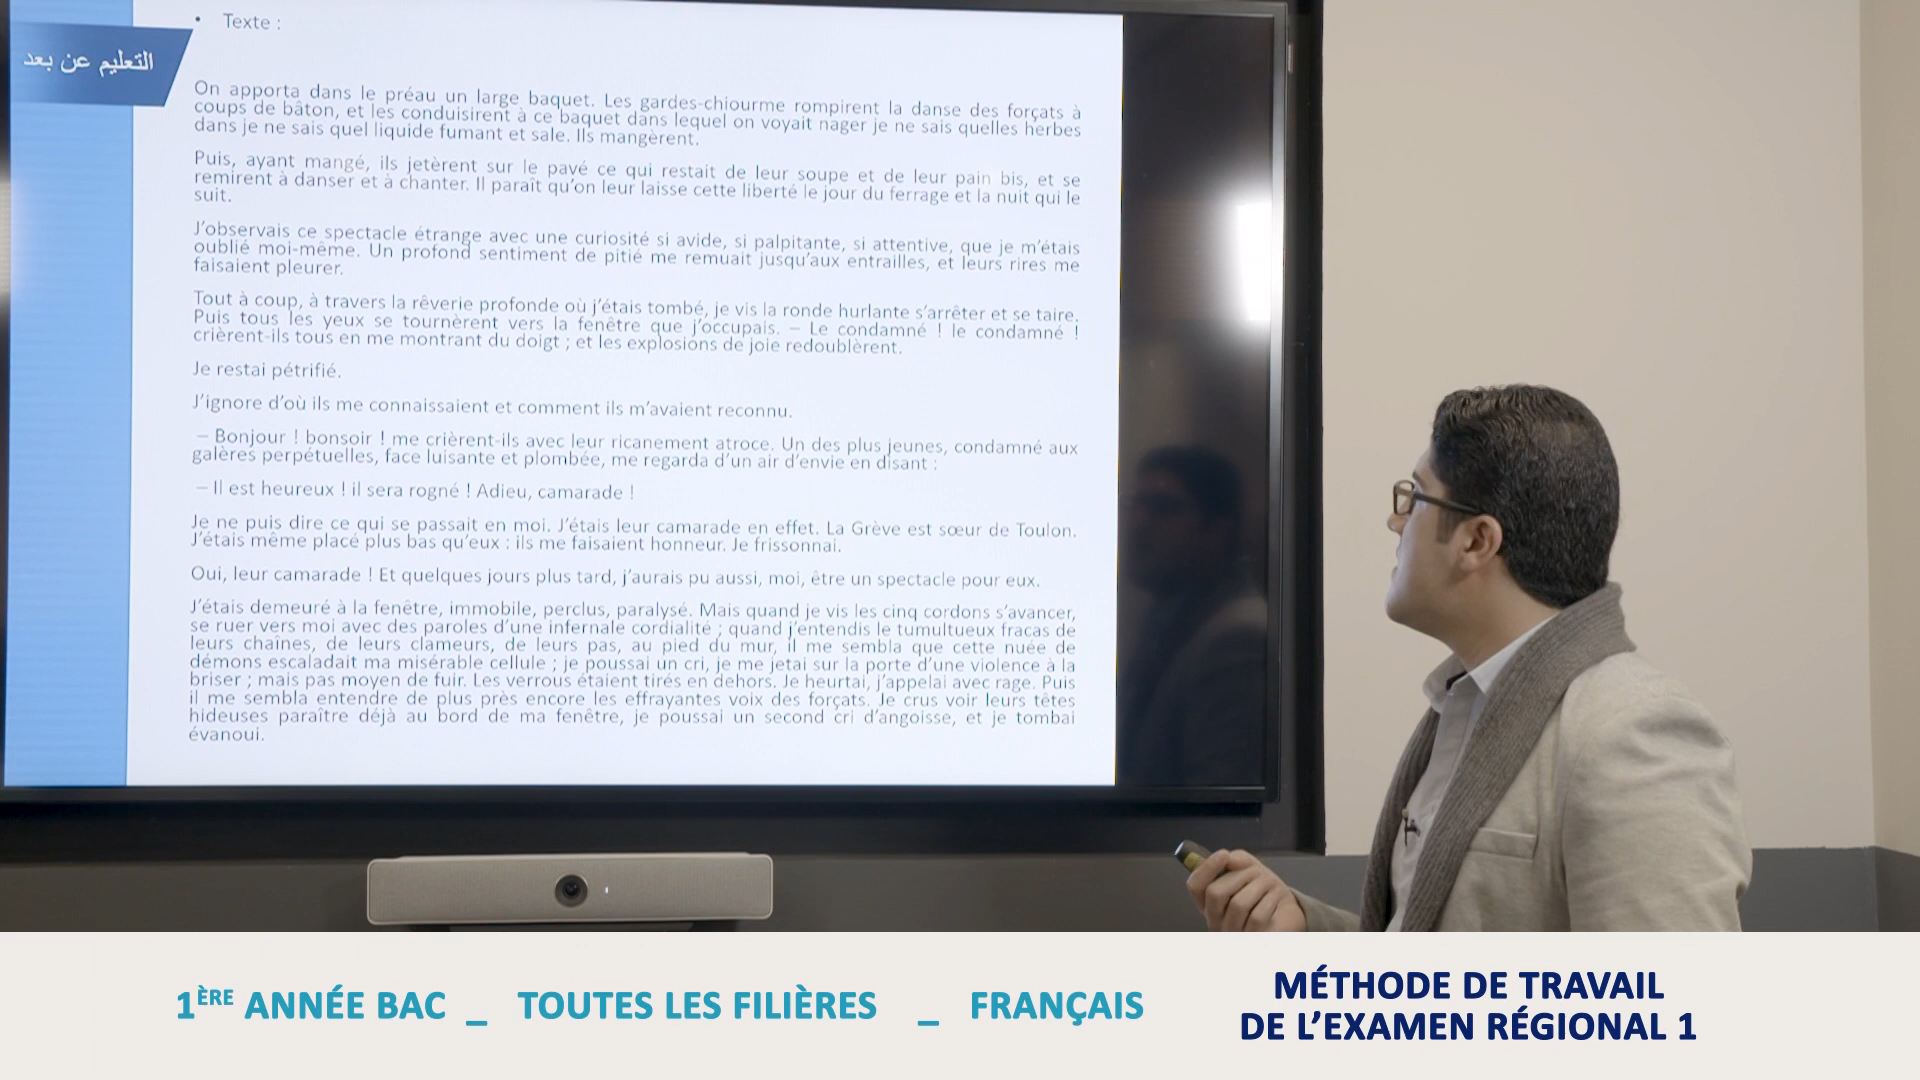 • Texte :
التعليم عن بعد
On apporta dans le préau un large baquet. Les gardes-chiourme rompirent la danse des forçats à
coups de bâton, et les conduisirent à ce baquet dans lequel on voyait nager je ne sais quelles herbes
dans je ne sais quel liquide fumant et sale. Ils mangèrent.
Puis, ayant mangé, ils jetèrent sur le pavé ce qui restait de leur soupe et de leur pain bis, et se
remirent à danser et à chanter. Il paraît qu’on leur laisse cette liberté le jour du ferrage et la nuit qui le
suit.
J’observais ce spectacle étrange avec une curiosité si avide, si palpitante, si attentive, que je m’étais
oublié moi-même. Un profond sentiment de pitié me remuait jusqu’aux entrailles, et leurs rires me
faisaient pleurer.
Tout à coup, à travers la rêverie profonde où j’étais tombé, je vis la ronde hurlante s’arrêter et se taire.
Puis tous les yeux se tournèrent vers la fenêtre que j’occupais. – Le condamné ! le condamné !
crièrent-ils tous en me montrant du doigt ; et les explosions de joie redoublèrent.
Je restai pétrifié.
J’ignore d’où ils me connaissaient et comment ils m’avaient reconnu.
– Bonjour ! bonsoir ! me crièrent-ils avec leur ricanement atroce. Un des plus jeunes, condamné aux
galères perpétuelles, face luisante et plombée, me regarda d’un air d’envie en disant :
– Il est heureux ! il sera rogné ! Adieu, camarade !
Je ne puis dire ce qui se passait en moi. J’étais leur camarade en effet. La Grève est sœur de Toulon.
J’étais même placé plus bas qu’eux : ils me faisaient honneur. Je frissonnai.
Oui, leur camarade ! Et quelques jours plus tard, j’aurais pu aussi, moi, être un spectacle pour eux.
J’étais demeuré à la fenêtre, immobile, perclus, paralysé. Mais quand je vis les cinq cordons s’avancer,
se ruer vers moi avec des paroles d’une infernale cordialité ; quand j’entendis le tumultueux fracas de
leurs chaînes, de leurs clameurs, de leurs pas, au pied du mur, il me sembla que cette nuée de
démons escaladait ma misérable cellule ; je poussai un cri, je me jetai sur la porte d’une violence à la
briser ; mais pas moyen de fuir. Les verrous étaient tirés en dehors. Je heurtai, j’appelai avec rage. Puis
il me sembla entendre de plus près encore les effrayantes voix des forçats. Je crus voir leurs têtes
hideuses paraître déjà au bord de ma fenêtre, je poussai un second cri d’angoisse, et je tombai
évanoui.
1ÈRE ANNÉE BAC _ TOUTES LES FILIÈRES _ FRANÇAIS
MÉTHODE DE TRAVAIL
DE L’EXAMEN RÉGIONAL 1